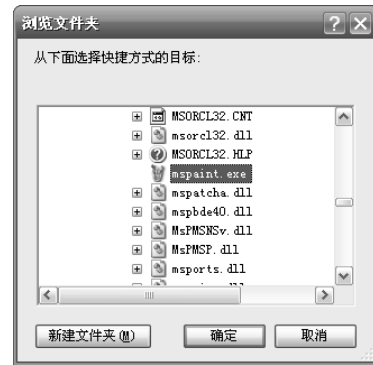 浏览文件夹
从下面选择快捷方式的目标:
MSORCL32.CNT
msorcl32.dll
MSORCL32.HLP
mspaint.exe
mspatcha.dll
mspbde40.dll
MsPMSNSv.dll
MsPMSP.dll
msports.dll
新建文件夹(M) 确定 取消